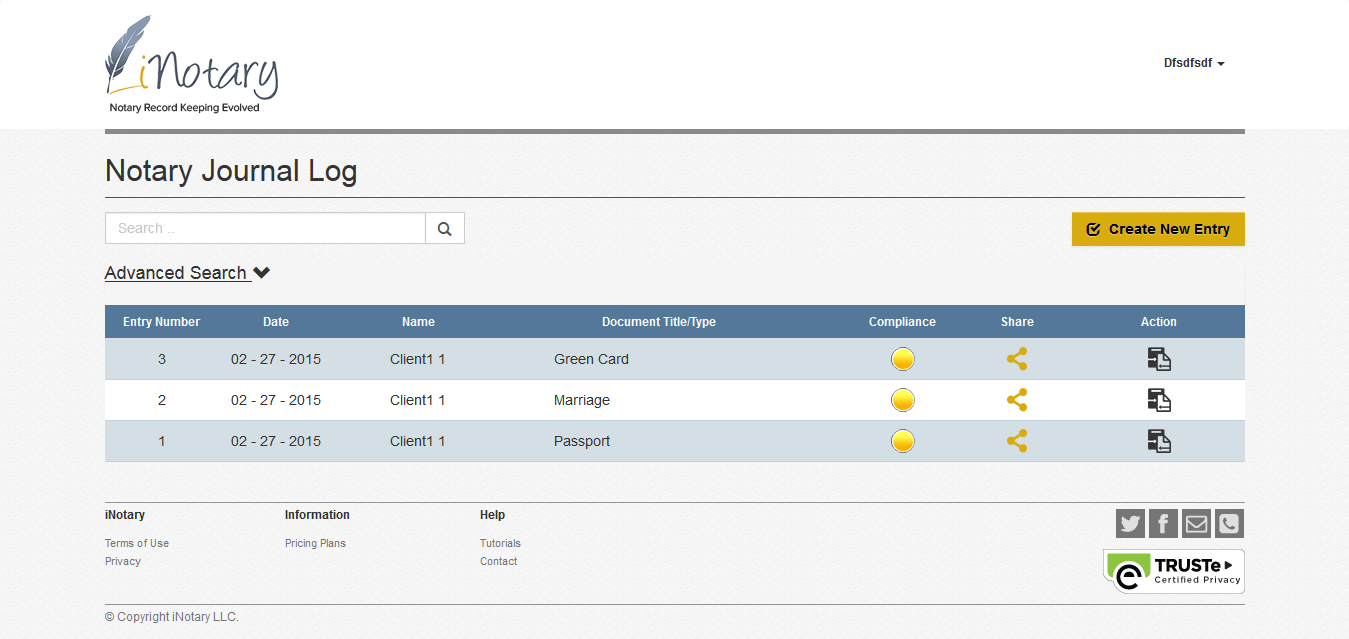 iNotary
Notary Record Keeping Evolved
Dfsdfsdf
Notary Journal Log
Search ..
Create New Entry
Advanced Search
Entry Number Date Name Document Title/Type Compliance Share Action
3 02 - 27 - 2015 Client1 1 Green Card
2 02 - 27 - 2015 Client1 1 Marriage
1 02 - 27 - 2015 Client1 1 Passport
iNotary Information Help
Terms of Use Pricing Plans Tutorials
Privacy Contact
TRUSTe
Certified Privacy
© Copyright iNotary LLC.